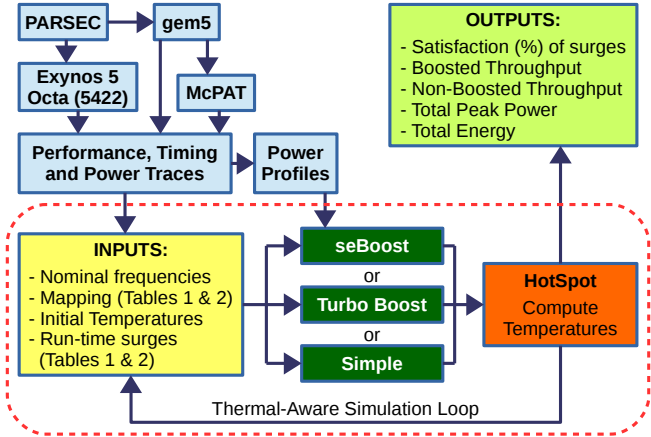 PARSEC
gem5
Exynos 5
Octa (5422)
McPAT
Performance, Timing
and Power Traces
Power
Profiles
OUTPUTS:
- Satisfaction (%) of surges
- Boosted Throughput
- Non-Boosted Throughput
- Total Peak Power
- Total Energy
INPUTS:
- Nominal frequencies
- Mapping (Tables 1 & 2)
- Initial Temperatures
- Run-time surges
(Tables 1 & 2)
seBoost
or
Turbo Boost
or
Simple
HotSpot
Compute
Temperatures
Thermal-Aware Simulation Loop